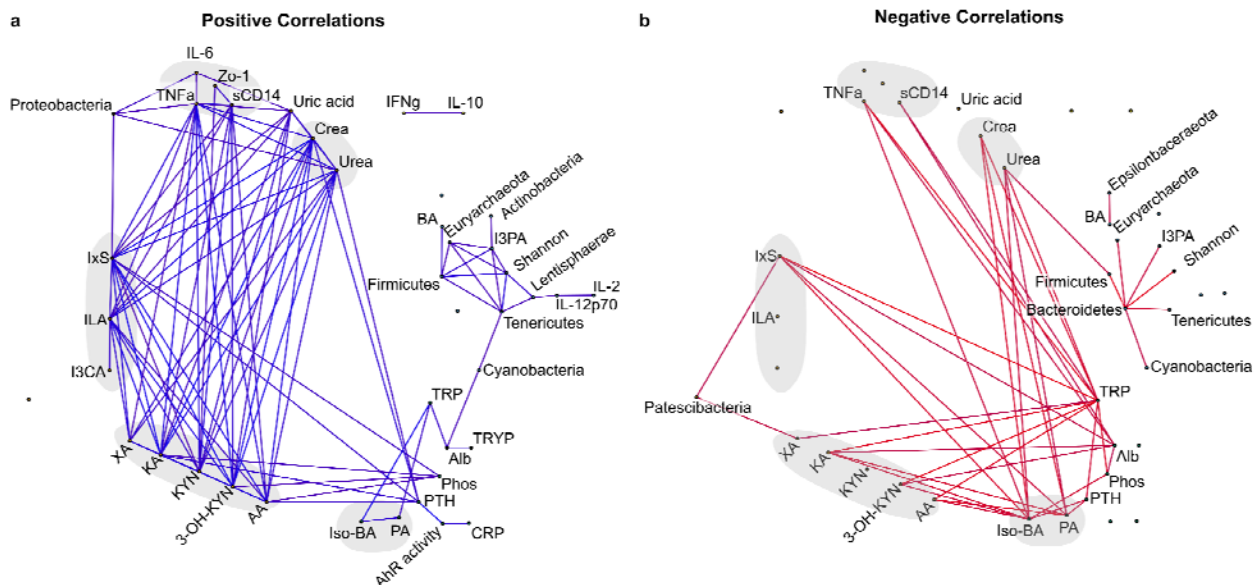 a
Positive Correlations
IL-6
Zo-1
TNFa
sCD14
Proteobacteria
Uric acid
IFNg
IL-10
Crea
Urea
BA
Euryarchaeota
Actinobacteria
I3PA
Shannon
Lentisphaerae
IxS
Firmicutes
IL-2
IL-12p70
ILA
Tenericutes
I3CA
Cyanobacteria
TRP
XA
KA
KYN
3-OH-KYN
AA
Alb
TRYP
Phos
PTH
Iso-BA
PA
AhR activity
CRP
b
Negative Correlations
TNFa
sCD14
Uric acid
Crea
Urea
Epsilonbaceraeota
BA
Euryarchaeota
I3PA
Shannon
IxS
Firmicutes
ILA
Bacteroidetes
Tenericutes
Cyanobacteria
Patescibacteria
TRP
XA
KA
KYN
3-OH-KYN
AA
Alb
Phos
PTH
Iso-BA
PA